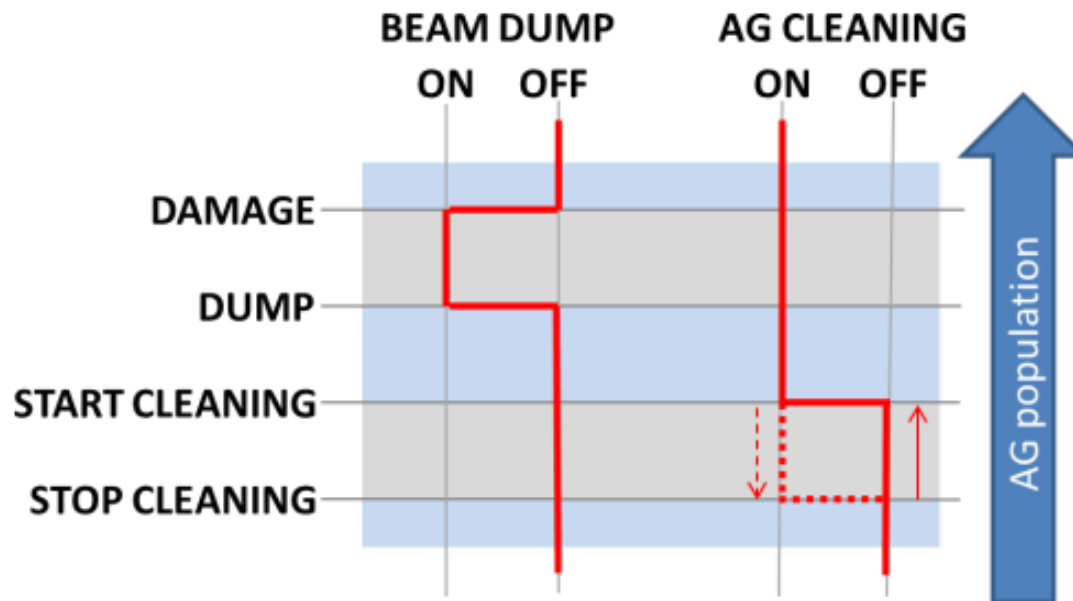 BEAM DUMP
AG CLEANING
ON OFF
ON OFF
DAMAGE
DUMP
START CLEANING
STOP CLEANING
AG population